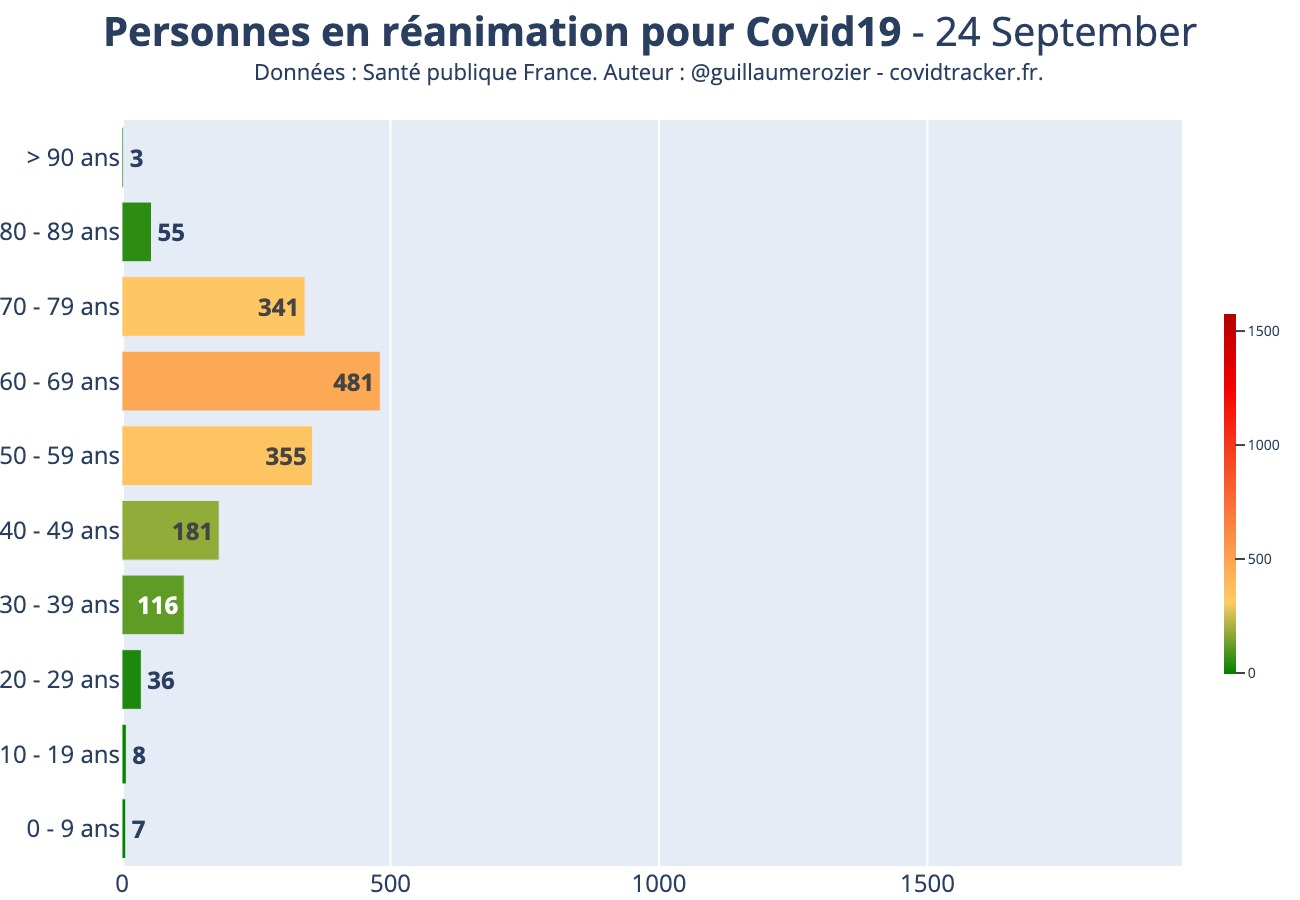 Personnes en réanimation pour Covid19 - 24 September
Données : Santé publique France. Auteur : @guillaumerozier - covidtracker.fr.
> 90 ans 3
80 - 89 ans 55
70 - 79 ans 341
60 - 69 ans 481
50 - 59 ans 355
40 - 49 ans 181
30 - 39 ans 116
20 - 29 ans 36
10 - 19 ans 8
0 - 9 ans 7
0 500 1000 1500
1500
1000
500
0